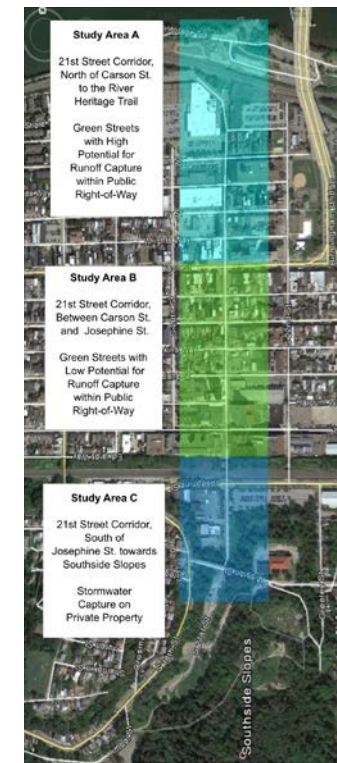 Study Area A
21st Street Corridor,
North of Carson St.
to the River
Heritage Trail
Green Streets
with High
Potential for
Runoff Capture
within Public
Right-of-Way
Study Area B
21st Street Corridor,
Between Carson St.
and Josephine St.
Green Streets with
Low Potential for
Runoff Capture
within Public
Right-of-Way
Study Area C
21st Street Corridor,
South of
Josephine St. towards
Southside Slopes
Stormwater
Capture on
Private Property
Southside Slopes